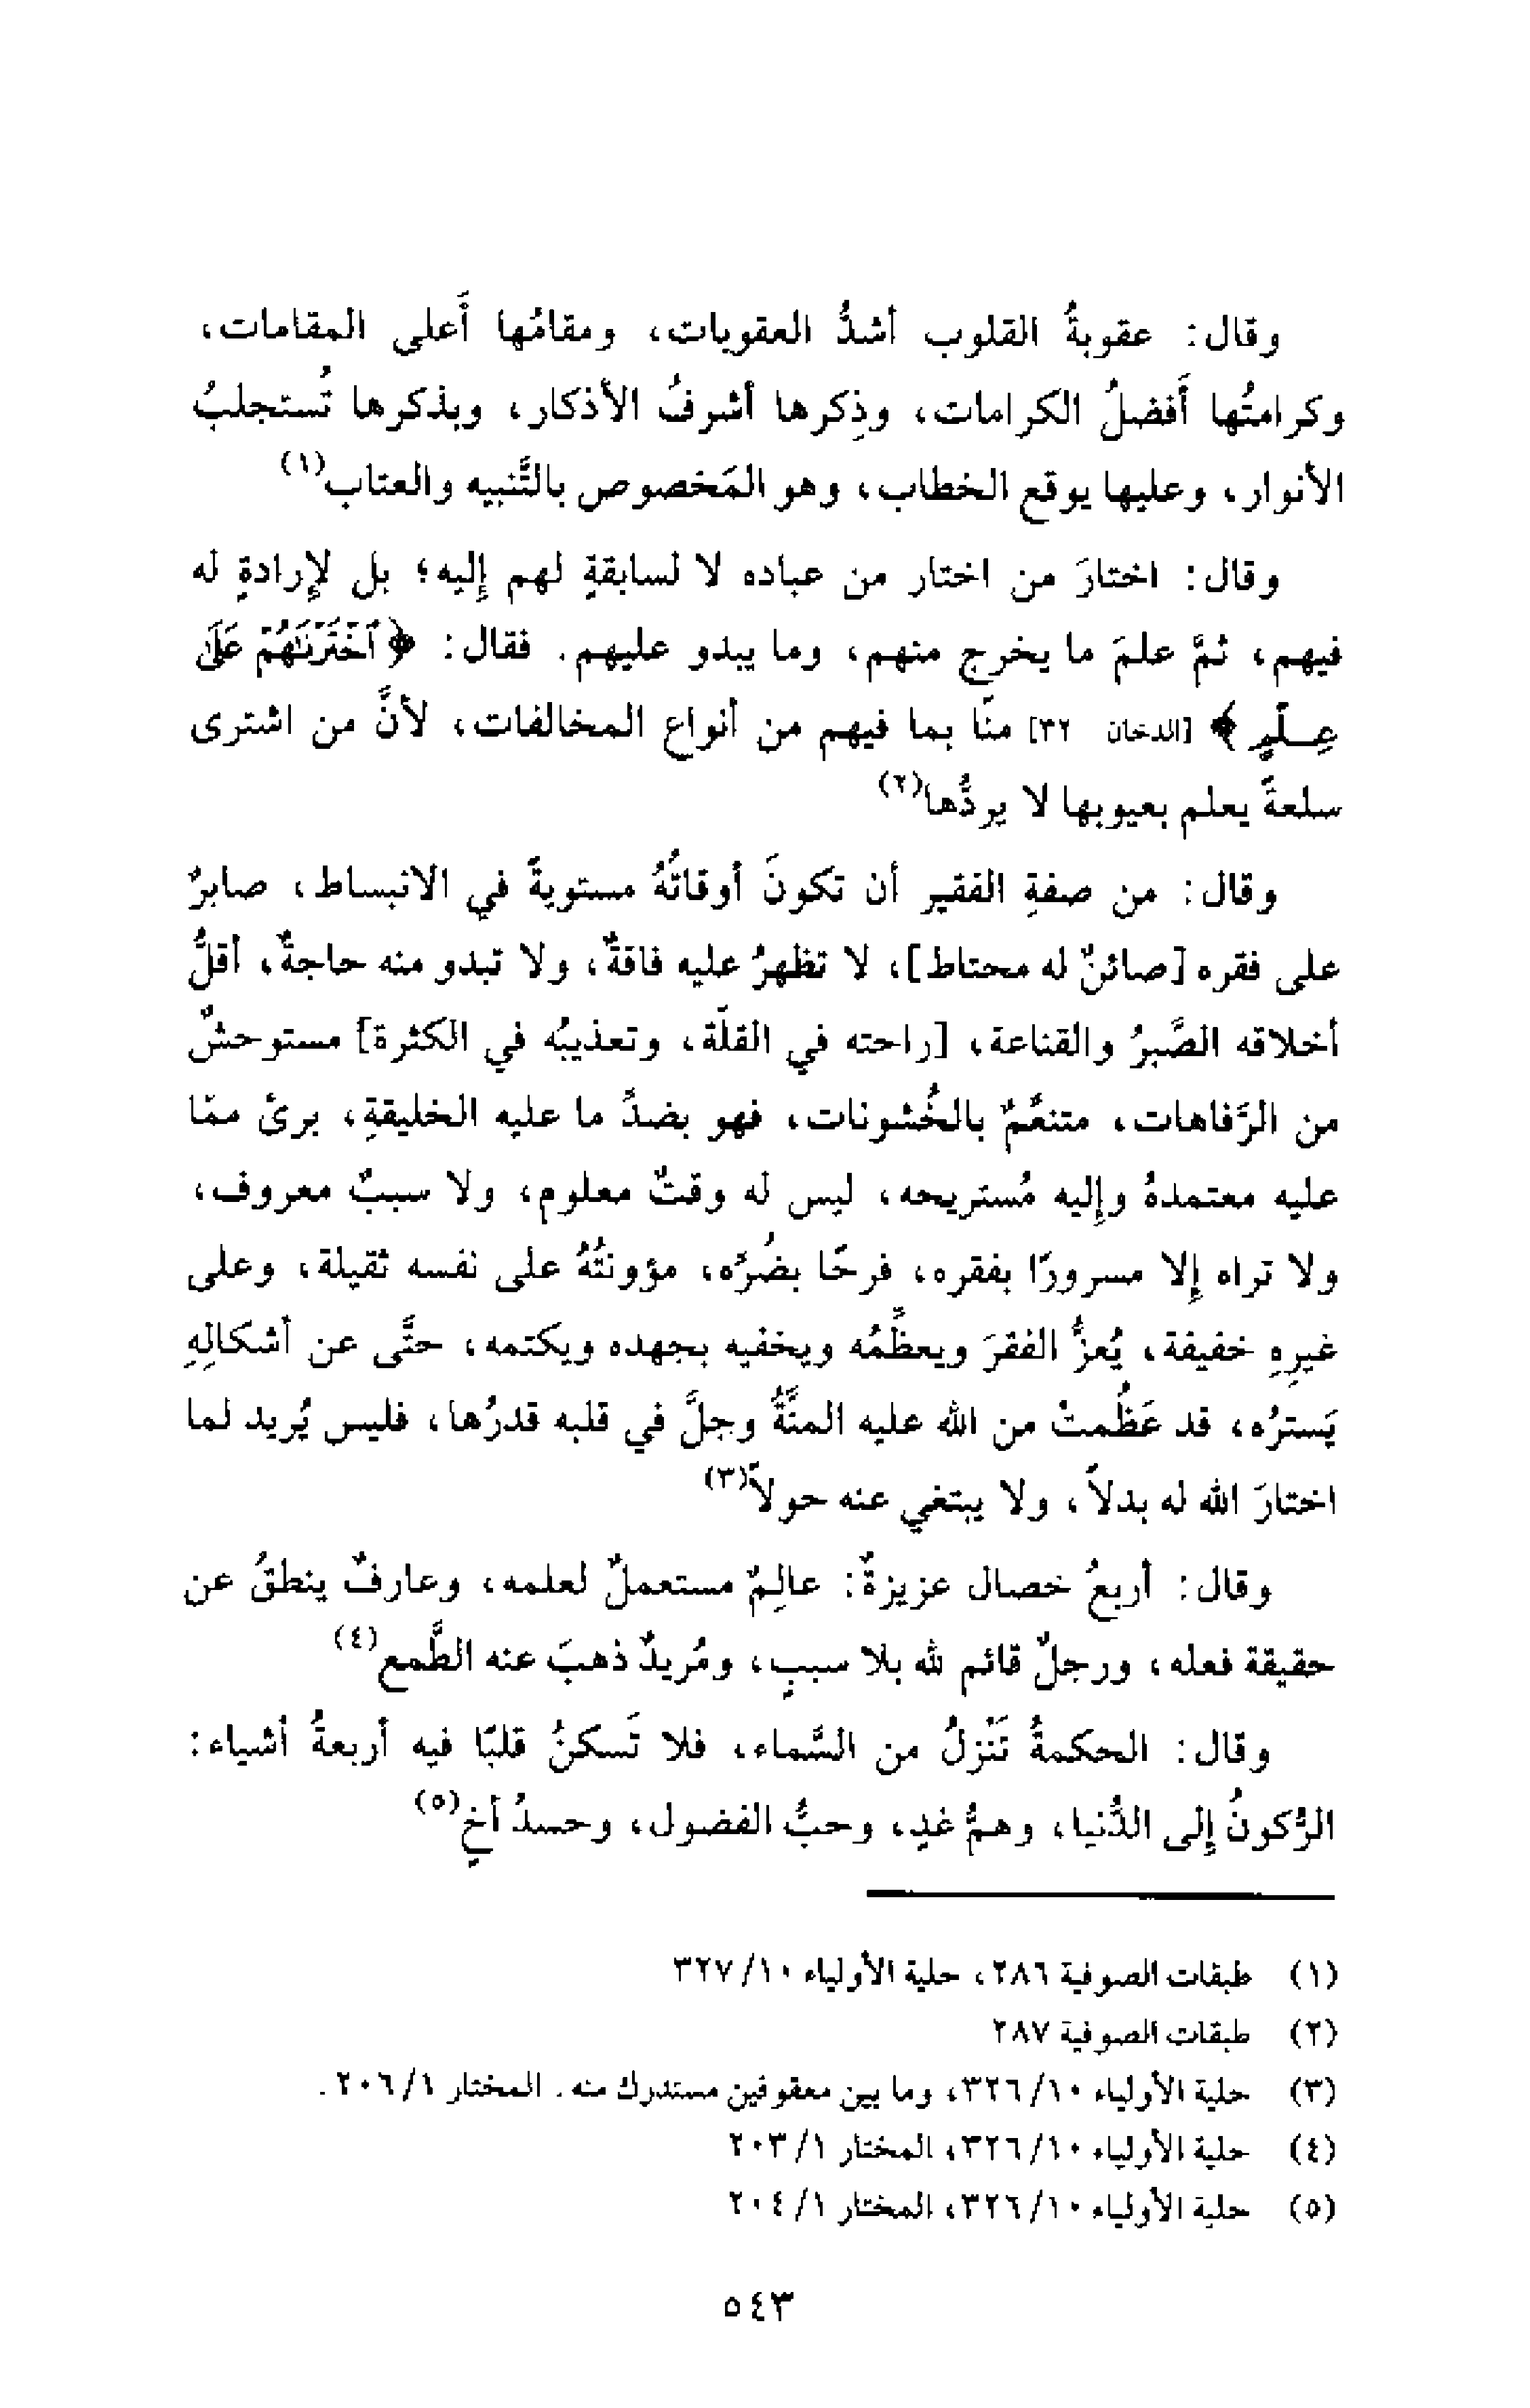 وقال: عقوبةُ القلوب أشدُّ العقوبات، ومقامُها أَعلى المقامات،
وكرامتُها أَفضلُ الكرامات، وذِكرها أشرفُ الأذكار، وبذكرها تُستجلبُ
الأنوار، وعليها يوقع الخطاب، وهو المَخصوص بالتَّنبيه والعتاب(١)
وقال: اختارَ من اختار من عباده لا لسابقةٍ لهم إليه؛ بل لإرادةٍ له
فيهم، ثمَّ علمَ ما يخرج منهم، وما يبدو عليهم. فقال: ﴿ٱخْتَرْنَٰهُمْ عَلَىٰ
عِلْمٍ﴾ [الدخان ٣٢] منّا بما فيهم من أنواع المخالفات، لأنَّ من اشترى
سلعةً يعلم بعيوبها لا يردُّها(٢)
وقال: من صفةِ الفقير أن تكونَ أوقاتُهُ مستويةً في الانبساط، صابرٌ
على فقره [صائنٌ له محتاط]، لا تظهرُ عليه فاقةٌ، ولا تبدو منه حاجةٌ، أقلُّ
أخلاقه الصَّبرُ والقناعة، [راحته في القلّة، وتعذيبُه في الكثرة] مستوحشٌ
من الرَّفاهات، متنعِّمٌ بالخُشونات، فهو بضدِّ ما عليه الخليقةِ، برئ ممّا
عليه معتمدهُ وإليه مُستريحه، ليس له وقتٌ معلوم، ولا سببٌ معروف،
ولا تراه إلا مسرورًا بفقره، فرحًا بضُرِّه، مؤونتُهُ على نفسه ثقيلة، وعلى
غيرِهِ خفيفة، يُعزُّ الفقرَ ويعظِّمُه ويخفيه بجهده ويكتمه، حتَّى عن أشكالِهِ
يَسترُه، قد عَظُمتْ من الله عليه المنَّةُ وجلَّ في قلبه قدرُها، فليس يُريد لما
اختارَ الله له بدلاً، ولا يبتغي عنه حولاً(٣)
وقال: أربعُ خصال عزيزةٌ: عالِمٌ مستعملٌ لعلمه، وعارفٌ ينطقُ عن
حقيقة فعله، ورجلٌ قائم لله بلا سببٍ، ومُريدٌ ذهبَ عنه الطَّمع(٤)
وقال: الحكمةُ تَنْزلُ من السَّماء، فلا تَسكنُ قلبًا فيه أربعةُ أشياء:
الرُّكونُ إلى الدُّنيا، وهمُّ غدٍ، وحبُّ الفضول، وحسدُ أخٍ(٥)
(١) طبقات الصوفية ٢٨٦، حلية الأولياء ١٠/ ٣٢٧
(٢) طبقات الصوفية ٢٨٧
(٣) حلية الأولياء ١٠/ ٣٢٦، وما بين معقوفين مستدرك منه. المختار ١/ ٢٠٦.
(٤) حلية الأولياء ١٠/ ٣٢٦، المختار ١/ ٢٠٣
(٥) حلية الأولياء ١٠/ ٣٢٦، المختار ١/ ٢٠٤
٥٤٣